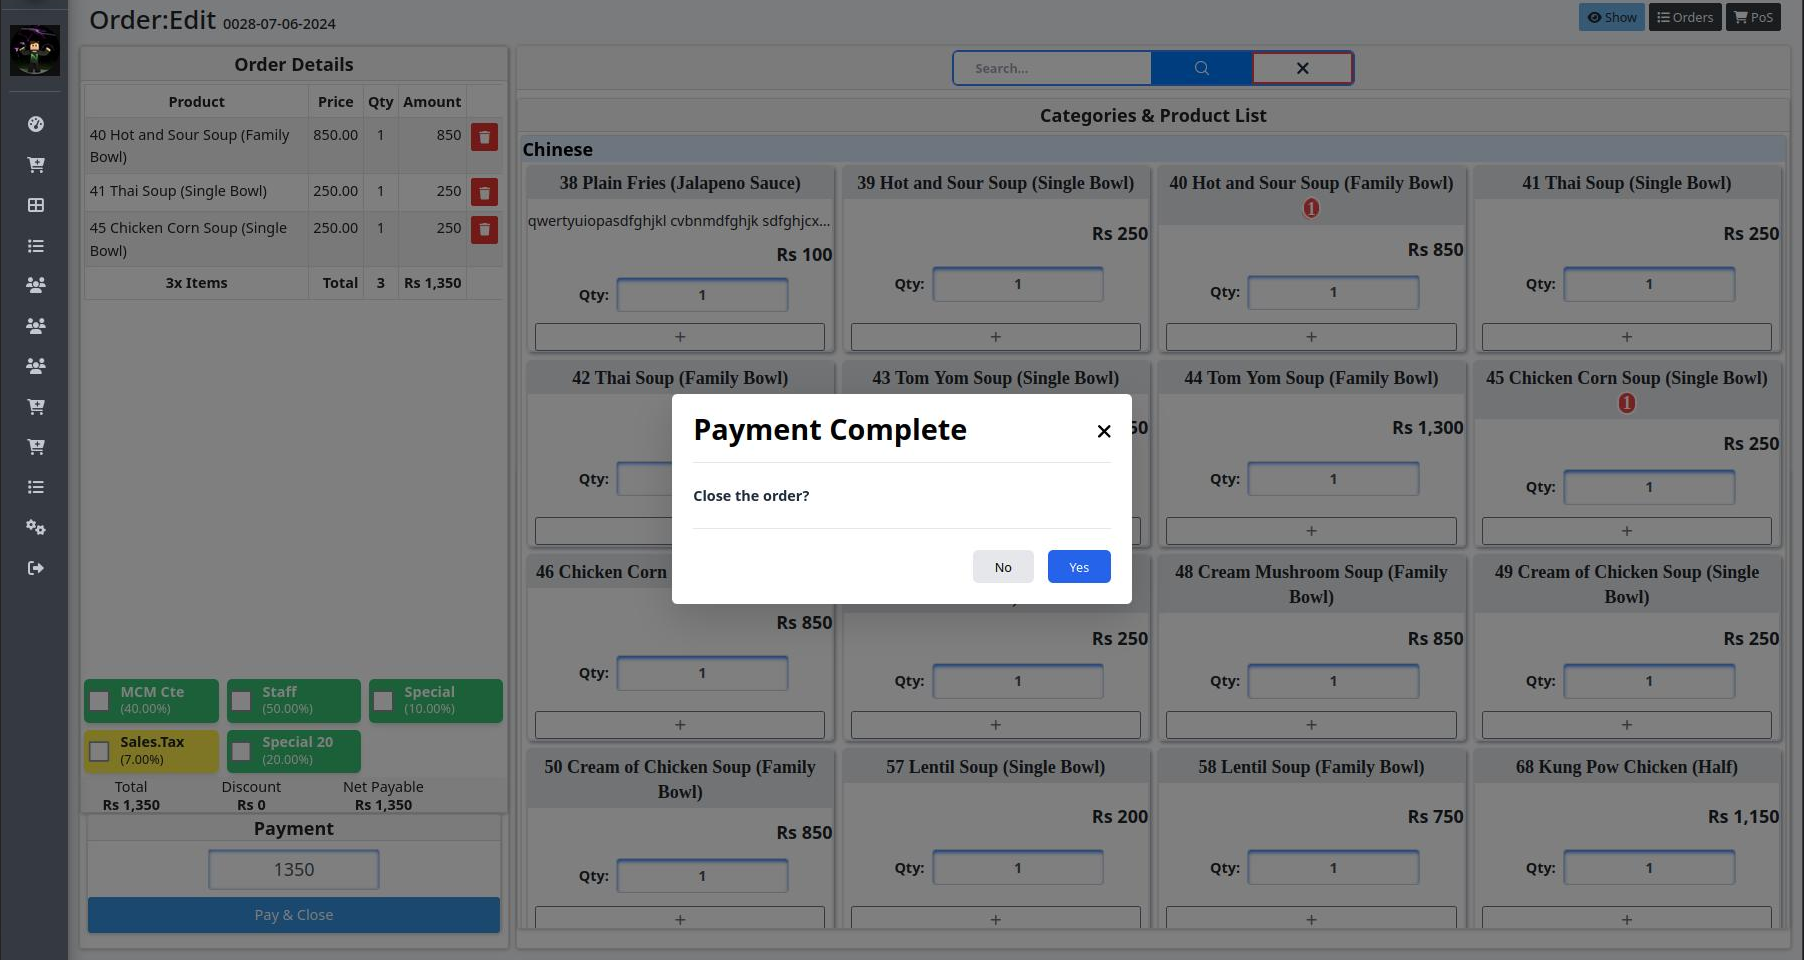 Order:Edit 0028-07-06-2024
Show
Orders
PoS
Order Details
Product Price Qty Amount
40 Hot and Sour Soup (Family Bowl) 850.00 1 850
41 Thai Soup (Single Bowl) 250.00 1 250
45 Chicken Corn Soup (Single Bowl) 250.00 1 250
3x Items Total 3 Rs 1,350
MCM Cte
(40.00%)
Staff
(50.00%)
Special
(10.00%)
Sales.Tax
(7.00%)
Special 20
(20.00%)
Total Discount Net Payable
Rs 1,350 Rs 0 Rs 1,350
Payment
1350
Pay & Close
Search...
Categories & Product List
Chinese
38 Plain Fries (Jalapeno Sauce)
qwertyuiopasdfghjkl cvbnmdfghjk sdfghjcx...
Rs 100
Qty: 1
+
39 Hot and Sour Soup (Single Bowl)
Rs 250
Qty: 1
+
40 Hot and Sour Soup (Family Bowl)
1
Rs 850
Qty: 1
+
41 Thai Soup (Single Bowl)
Rs 250
Qty: 1
+
42 Thai Soup (Family Bowl)
Qty:
43 Tom Yom Soup (Single Bowl)
50
44 Tom Yom Soup (Family Bowl)
Rs 1,300
Qty: 1
+
45 Chicken Corn Soup (Single Bowl)
1
Rs 250
Qty: 1
+
Payment Complete
Close the order?
No
Yes
46 Chicken Corn
Rs 850
Qty: 1
+
Rs 250
Qty: 1
+
48 Cream Mushroom Soup (Family
Bowl)
Rs 850
Qty: 1
+
49 Cream of Chicken Soup (Single
Bowl)
Rs 250
Qty: 1
+
50 Cream of Chicken Soup (Family
Bowl)
Rs 850
Qty: 1
+
57 Lentil Soup (Single Bowl)
Rs 200
Qty: 1
+
58 Lentil Soup (Family Bowl)
Rs 750
Qty: 1
+
68 Kung Pow Chicken (Half)
Rs 1,150
Qty: 1
+